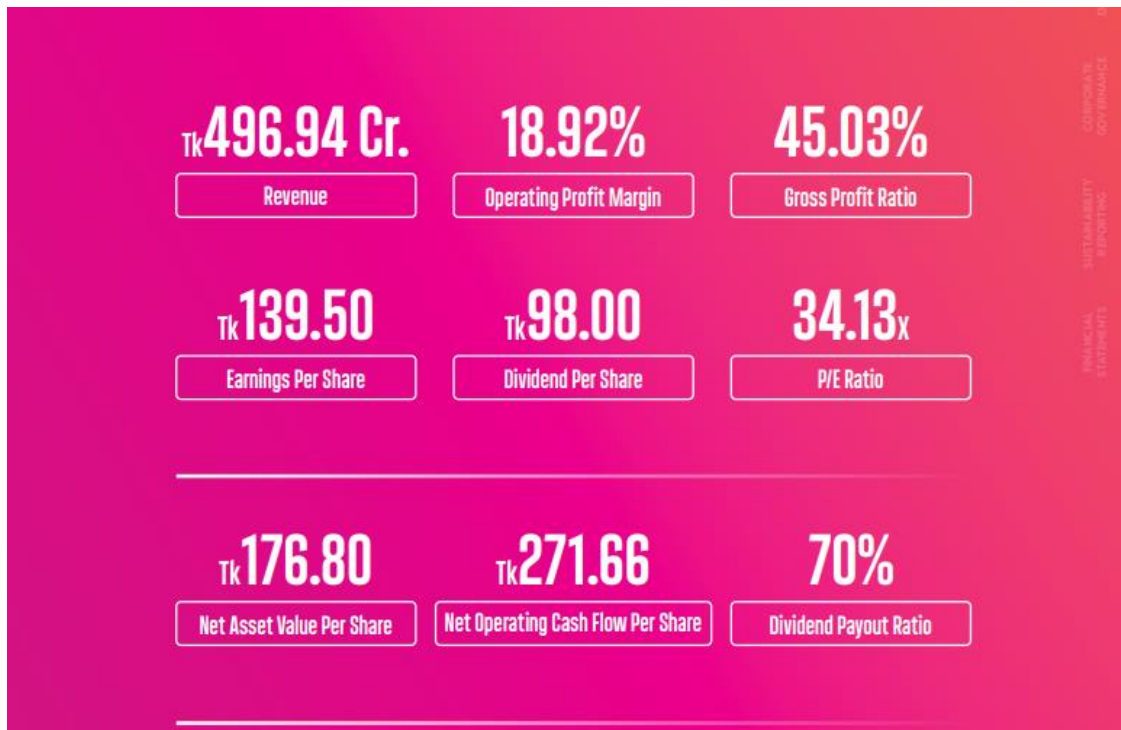 Tk496.94 Cr.
18.92%
45.03%
Revenue
Operating Profit Margin
Gross Profit Ratio
Tk139.50
Tk98.00
34.13x
Earnings Per Share
Dividend Per Share
P/E Ratio
Tk176.80
Tk271.66
70%
Net Asset Value Per Share
Net Operating Cash Flow Per Share
Dividend Payout Ratio
CORPORATE
GOVERNANCE
SUSTAINABILITY
REPORTING
FINANCIAL
STATEMENTS